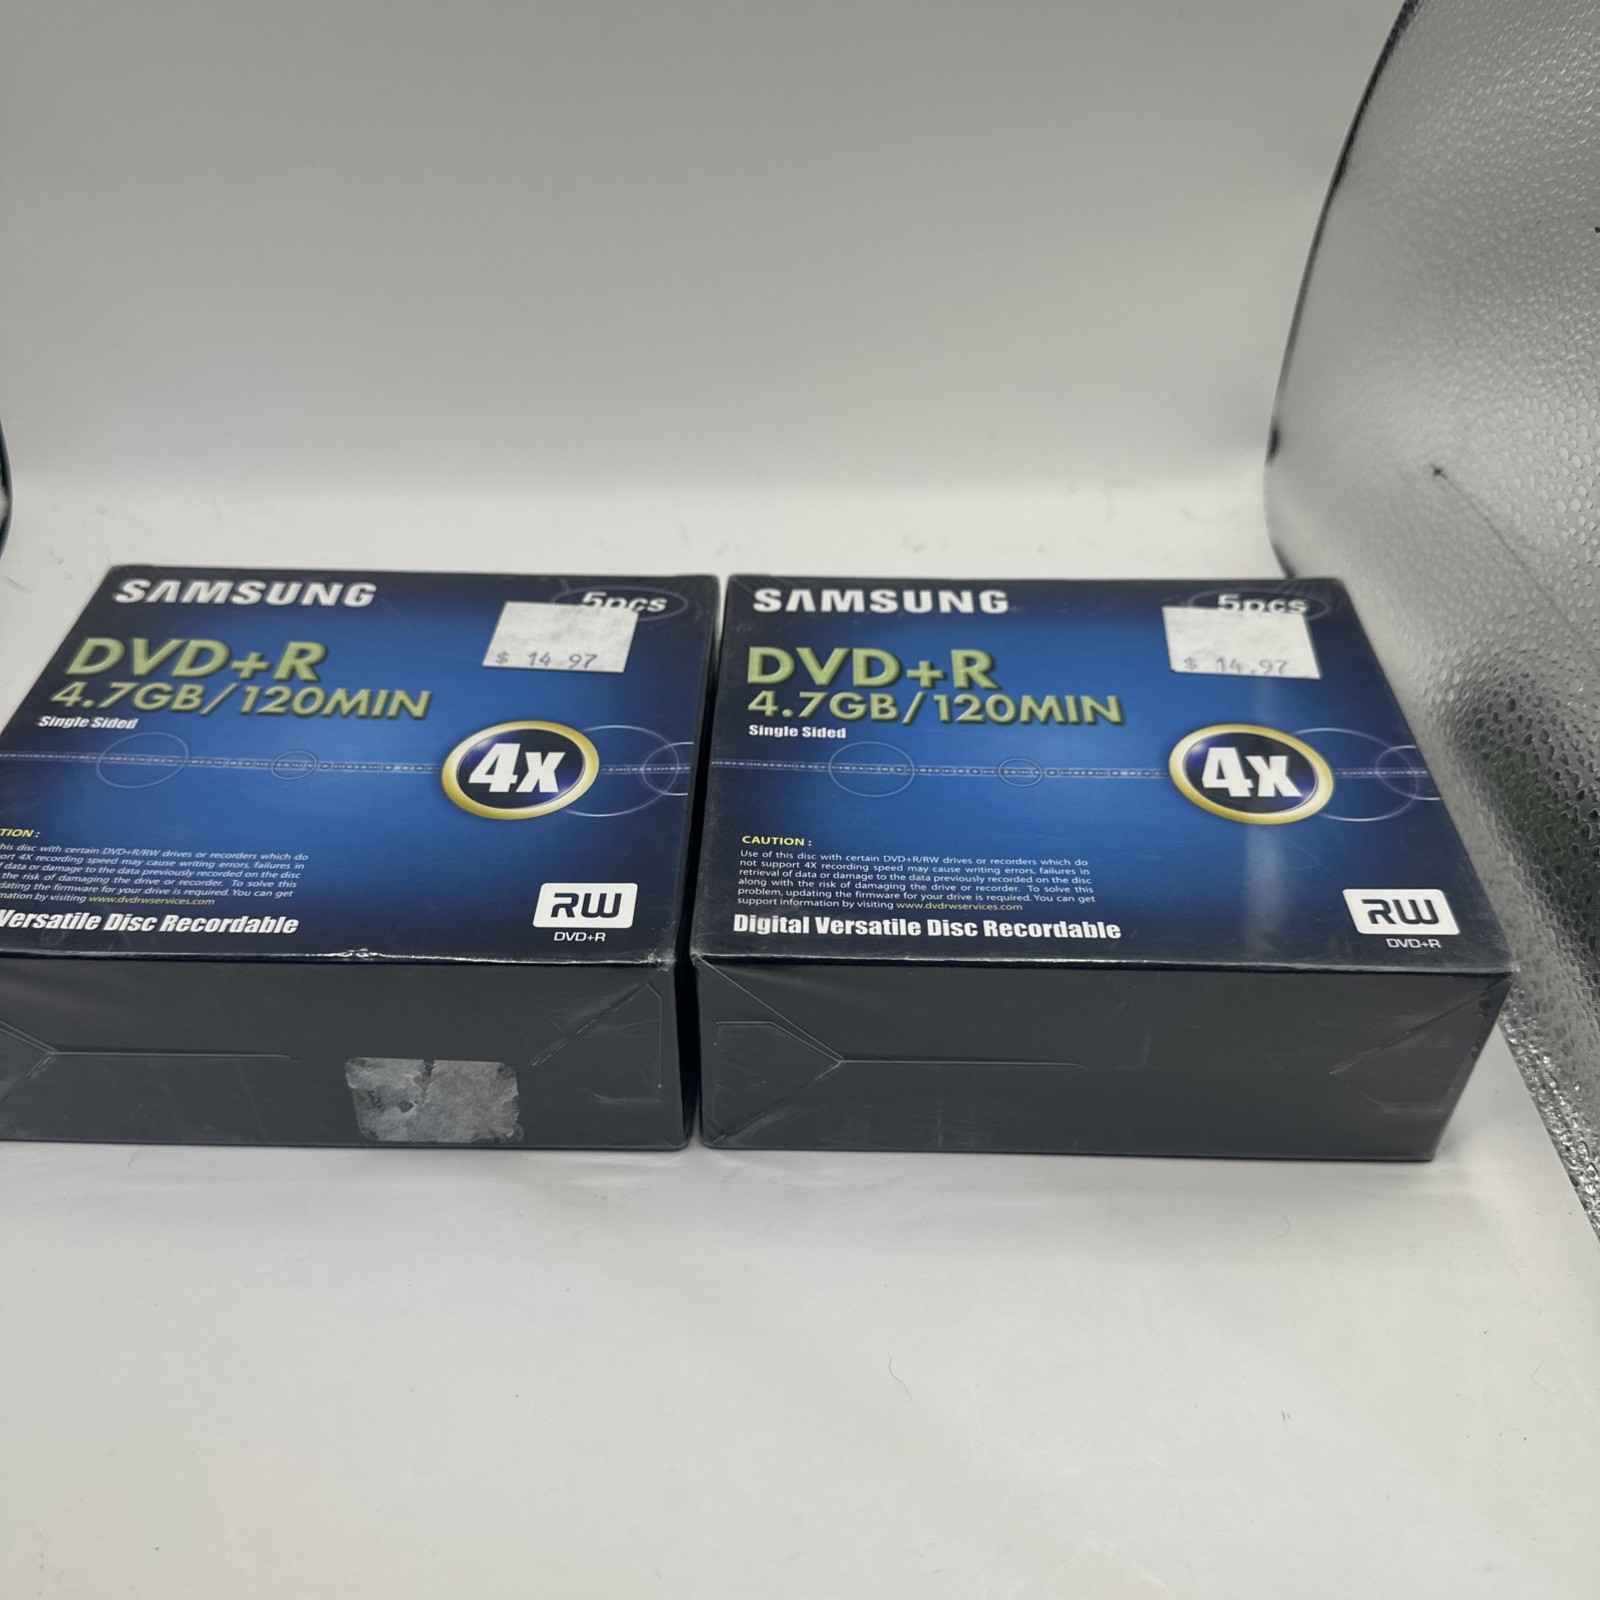 SAMSUNG
5pcs
$ 14.97
DVD+R
4.7GB/120MIN
Single Sided
4X
TION :
his disc with certain DVD+R/RW drives or recorders which do
ort 4X recording speed may cause writing errors, failures in
f data or damage to the data previously recorded on the disc
the risk of damaging the drive or recorder. To solve this
dating the firmware for your drive is required. You can get
mation by visiting www.dvdrwservices.com
Versatile Disc Recordable
RW
DVD+R
SAMSUNG
5pcs
$ 14.97
DVD+R
4.7GB/120MIN
Single Sided
4X
CAUTION :
Use of this disc with certain DVD+R/RW drives or recorders which do
not support 4X recording speed may cause writing errors, failures in
retrieval of data or damage to the data previously recorded on the disc
along with the risk of damaging the drive or recorder. To solve this
problem, updating the firmware for your drive is required. You can get
support information by visiting www.dvdrwservices.com
Digital Versatile Disc Recordable
RW
DVD+R